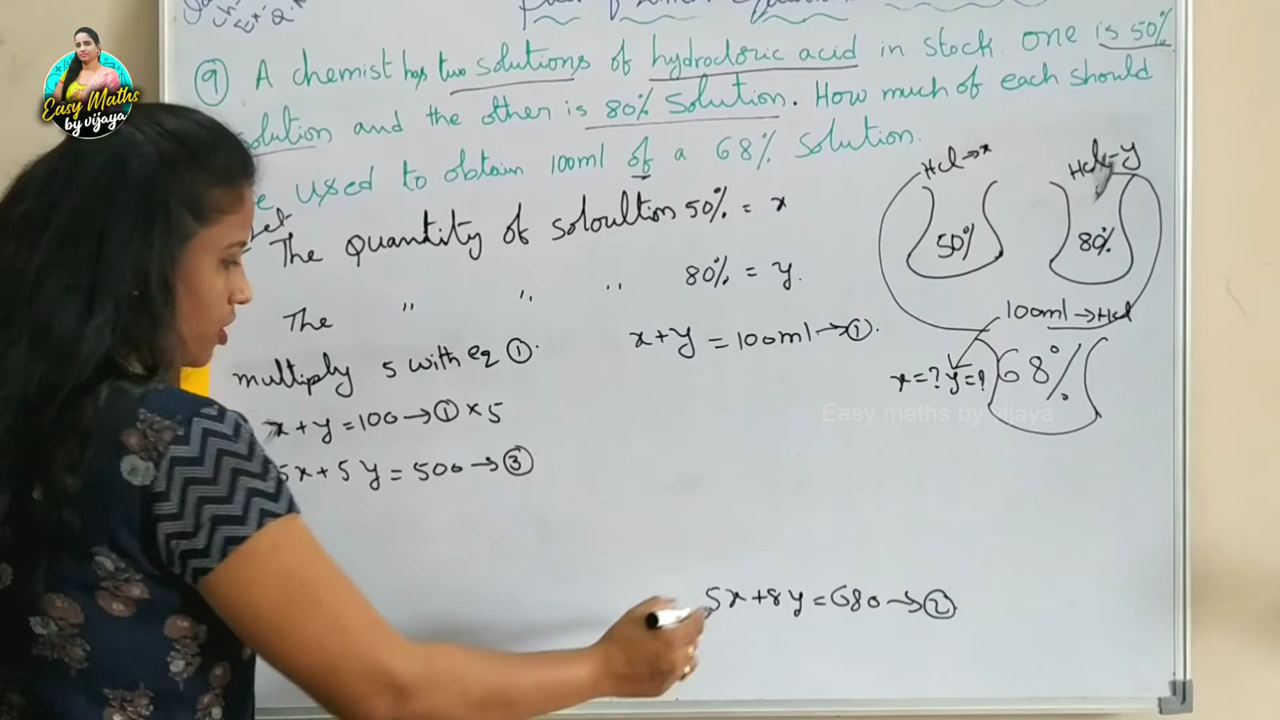 Easy Maths
by vijaya
⑨ A chemist has two solutions of hydrocloric acid in stock. one is 50%
solution and the other is 80% solution. How much of each should
used to obtain 100ml of a 68% solution.
Let
The quantity of soloultion 50% = x
The " " " 80% = y.
x+y = 100ml → ①.
multiply 5 with eq ①.
x+y = 100 → ① × 5
5x + 5y = 500 → ③
5x + 8y = 680 → ②
Hcl → x
Hcl - y
50%
80%
100ml → Hcl
x = ? y = ?
68%
Easy maths by vijaya